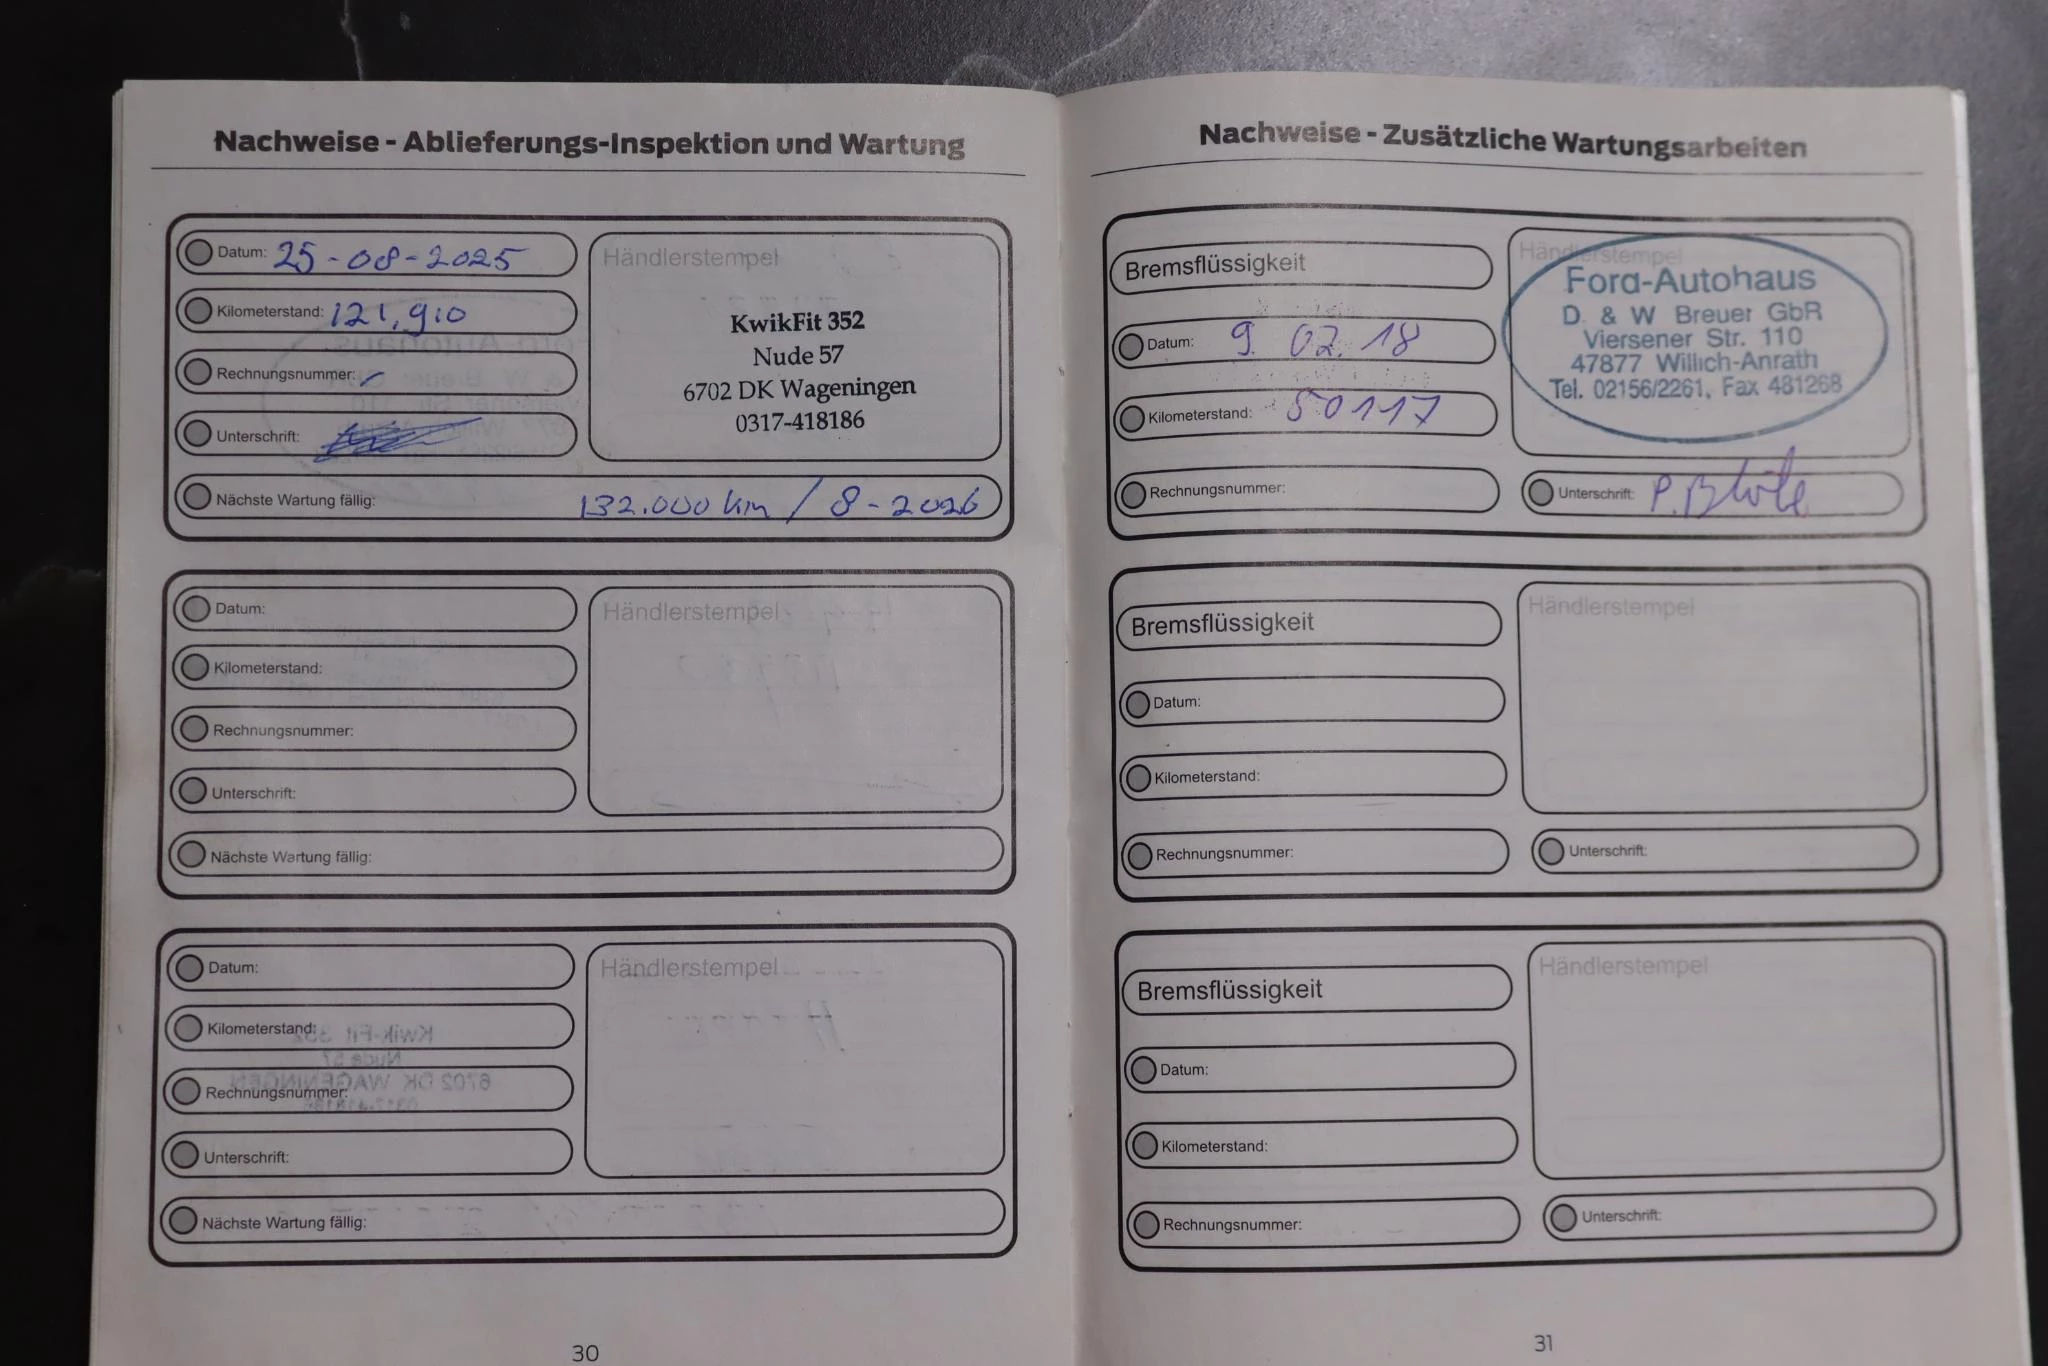 Nachweise - Ablieferungs-Inspektion und Wartung
Datum: 25-08-2025
Kilometerstand: 121,910
Rechnungsnummer: -
Unterschrift:
Händlerstempel
KwikFit 352
Nude 57
6702 DK Wageningen
0317-418186
Nächste Wartung fällig: 132.000 km / 8-2026
Datum:
Kilometerstand:
Rechnungsnummer:
Unterschrift:
Händlerstempel
Nächste Wartung fällig:
Datum:
Kilometerstand:
Rechnungsnummer:
Unterschrift:
Händlerstempel
Nächste Wartung fällig:
30
Nachweise - Zusätzliche Wartungsarbeiten
Bremsflüssigkeit
Datum: 9. 02. 18
Kilometerstand: 50117
Rechnungsnummer:
Händlerstempel
Ford-Autohaus
D. & W Breuer GbR
Viersener Str. 110
47877 Willich-Anrath
Tel. 02156/2261, Fax 481268
Unterschrift:
Bremsflüssigkeit
Datum:
Kilometerstand:
Rechnungsnummer:
Händlerstempel
Unterschrift:
Bremsflüssigkeit
Datum:
Kilometerstand:
Rechnungsnummer:
Händlerstempel
Unterschrift:
31